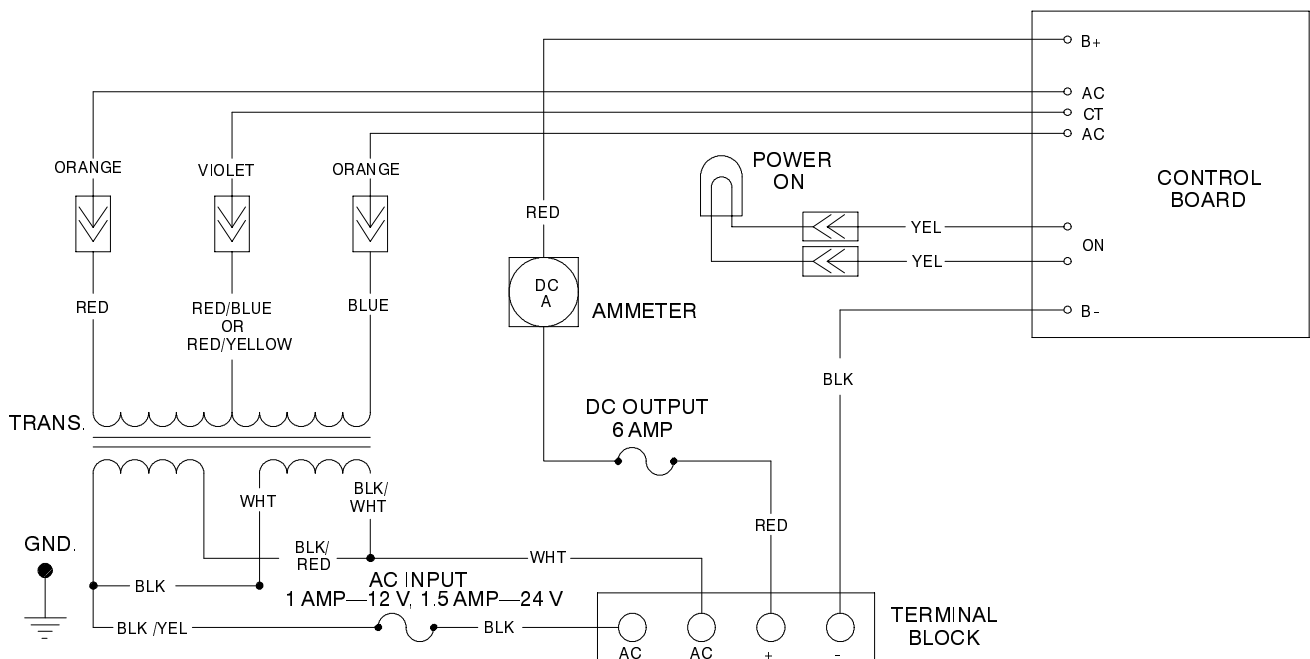 B+
AC
CT
AC
ORANGE
VIOLET
ORANGE
POWER
ON
CONTROL
BOARD
RED
YEL
ON
YEL
DC
A
AMMETER
RED
RED/BLUE
OR
RED/YELLOW
BLUE
B-
BLK
DC OUTPUT
6 AMP
TRANS.
WHT
BLK/
WHT
RED
GND.
BLK/
RED
WHT
BLK
AC INPUT
1 AMP—12 V, 1.5 AMP—24 V
BLK /YEL
BLK
TERMINAL
BLOCK
AC
AC
+
-